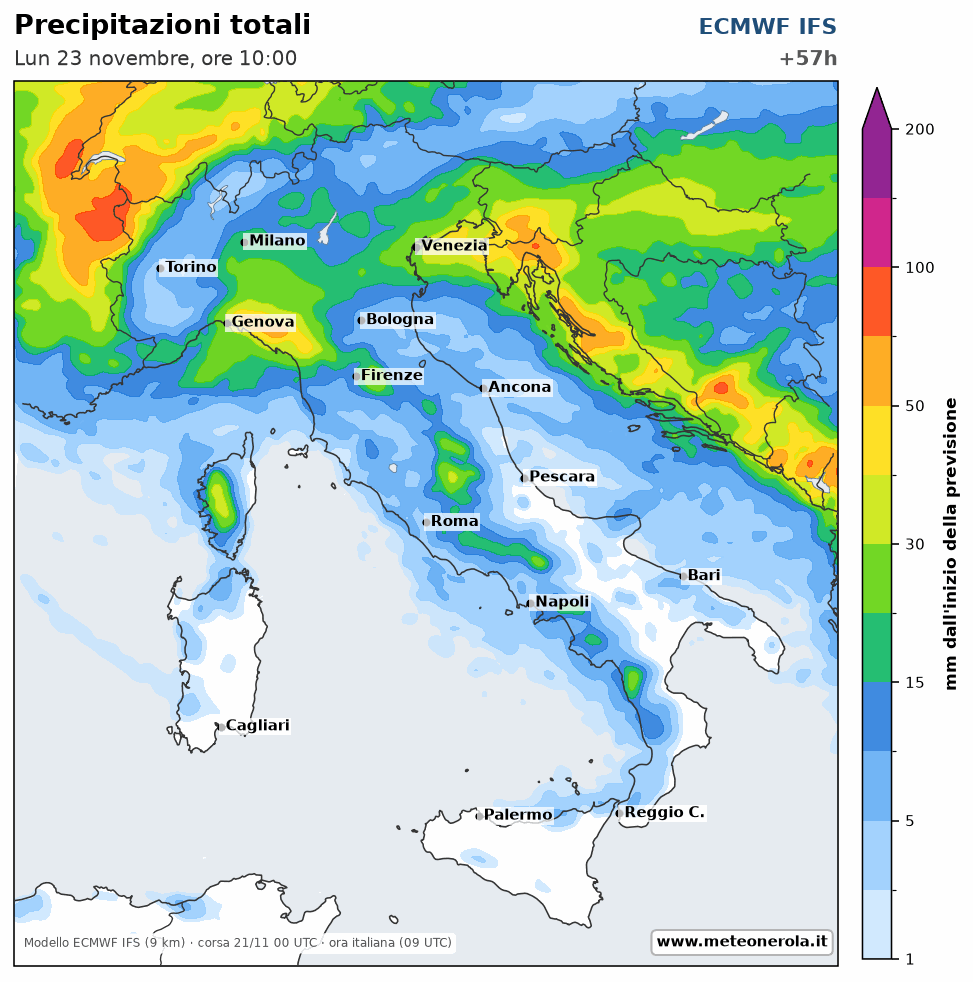 Precipitazioni totali
ECMWF IFS
Lun 23 novembre, ore 10:00
+57h
200
100
50
30
15
5
1
mm dall'inizio della previsione
Milano
Venezia
Torino
Genova
Bologna
Firenze
Ancona
Pescara
Roma
Bari
Napoli
Cagliari
Palermo
Reggio C.
Modello ECMWF IFS (9 km) · corsa 21/11 00 UTC · ora italiana (09 UTC)
www.meteonerola.it